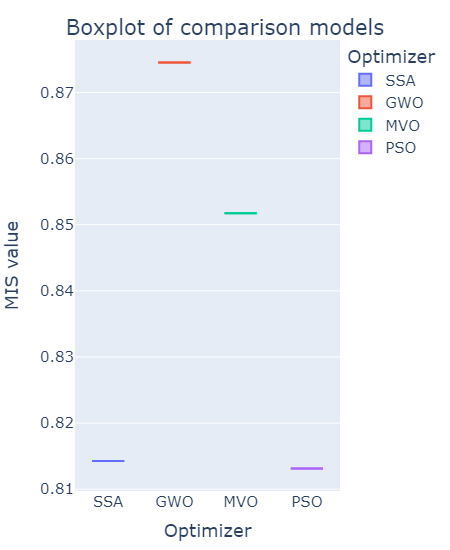 Boxplot of comparison models
Optimizer
SSA
GWO
MVO
PSO
MIS value
0.87
0.86
0.85
0.84
0.83
0.82
0.81
SSA GWO MVO PSO
Optimizer